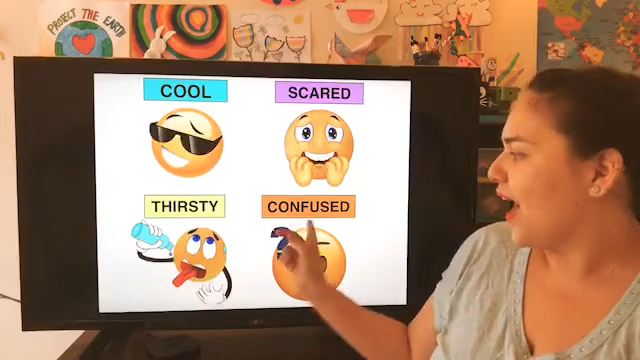 PROTECT THE EARTH
COOL
SCARED
THIRSTY
CONFUSED